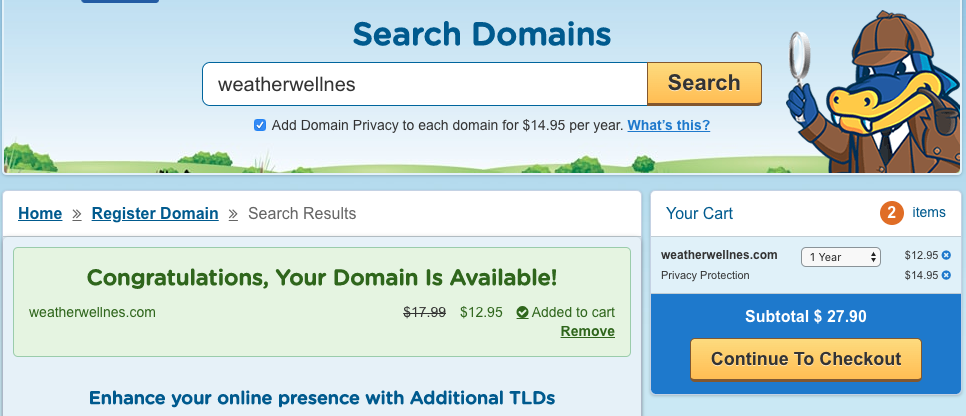 Search Domains
weatherwellnes
Search
Add Domain Privacy to each domain for $14.95 per year. What's this?
Home » Register Domain » Search Results
Congratulations, Your Domain Is Available!
weatherwellnes.com $17.99 $12.95 Added to cart
Remove
Enhance your online presence with Additional TLDs
Your Cart 2 items
weatherwellnes.com 1 Year $12.95
Privacy Protection $14.95
Subtotal $ 27.90
Continue To Checkout